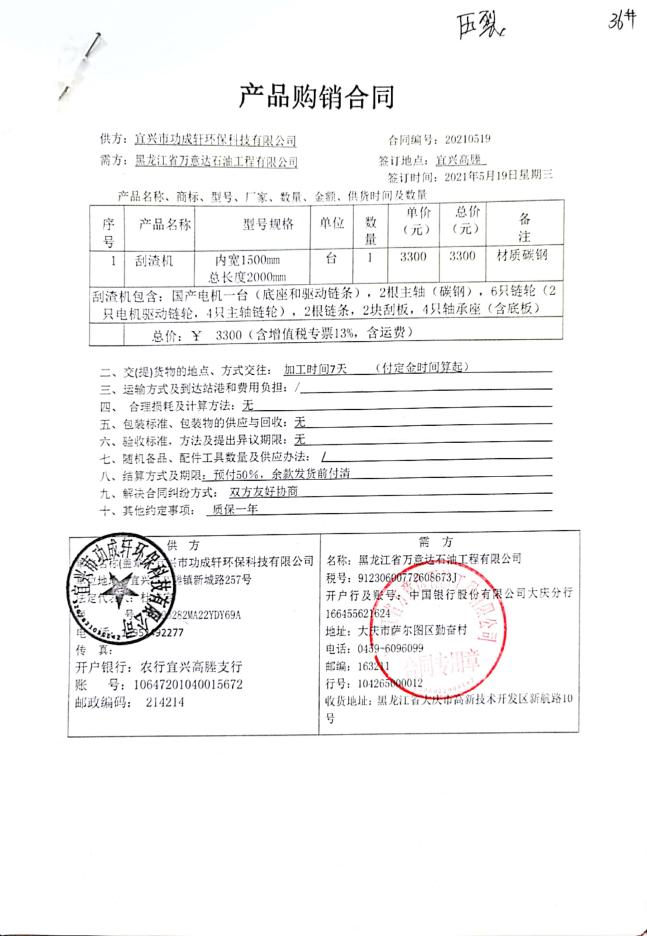 压裂
36#
产品购销合同
供方：宜兴市功成轩环保科技有限公司 合同编号：20210519
需方：黑龙江省万意达石油工程有限公司 签订地点：宜兴高塍
签订时间：2021年5月19日星期三
产品名称、商标、型号、厂家、数量、金额、供货时间及数量
序号 产品名称 型号规格 单位 数量 单价（元） 总价（元） 备注
1 刮渣机 内宽1500mm 台 1 3300 3300 材质碳钢
总长度2000mm
刮渣机包含：国产电机一台（底座和驱动链条），2根主轴（碳钢），6只链轮（2
只电机驱动链轮，4只主轴链轮），2根链条，2块刮板，4只轴承座（含底板）
总价：￥ 3300（含增值税专票13%，含运费）
二、交(提)货物的地点、方式交往： 加工时间7天 （付定金时间算起）
三、运输方式及到达站港和费用负担：/
四、 合理损耗及计算方法：无
五、包装标准、包装物的供应与回收：无
六、验收标准，方法及提出异议期限：无
七、随机备品、配件工具数量及供应办法： /
八、结算方式及期限：预付50%，余款发货前付清
九、解决合同纠纷方式： 双方友好协商
十、其他约定事项： 质保一年
供 方
兴市功成轩环保科技有限公司
塍镇新城路257号
法定代表
282MA22YDY69A
492277
传 真：
开户银行：农行宜兴高塍支行
账 号：10647201040015672
邮政编码： 214214
宜兴市功成轩环保科技有限公司
需 方
名称：黑龙江省万意达石油工程有限公司
税号：91230600772608673J
开户行及账号：中国银行股份有限公司大庆分行
166455621624
地址：大庆市萨尔图区勤奋村
电话：0459-6096099
邮编：163211
行号：104265000012
收货地址：黑龙江省大庆市高新技术开发区新航路10
号
合同专用章